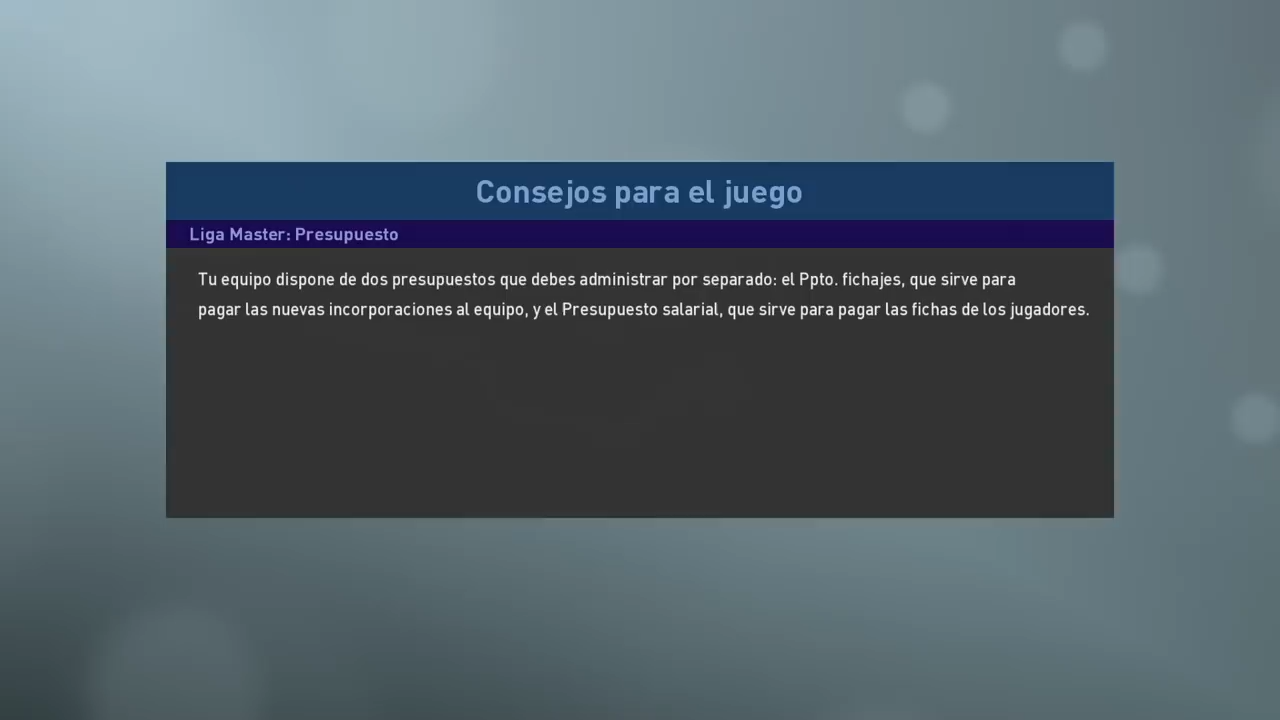 Consejos para el juego
Liga Master: Presupuesto
Tu equipo dispone de dos presupuestos que debes administrar por separado: el Ppto. fichajes, que sirve para
pagar las nuevas incorporaciones al equipo, y el Presupuesto salarial, que sirve para pagar las fichas de los jugadores.